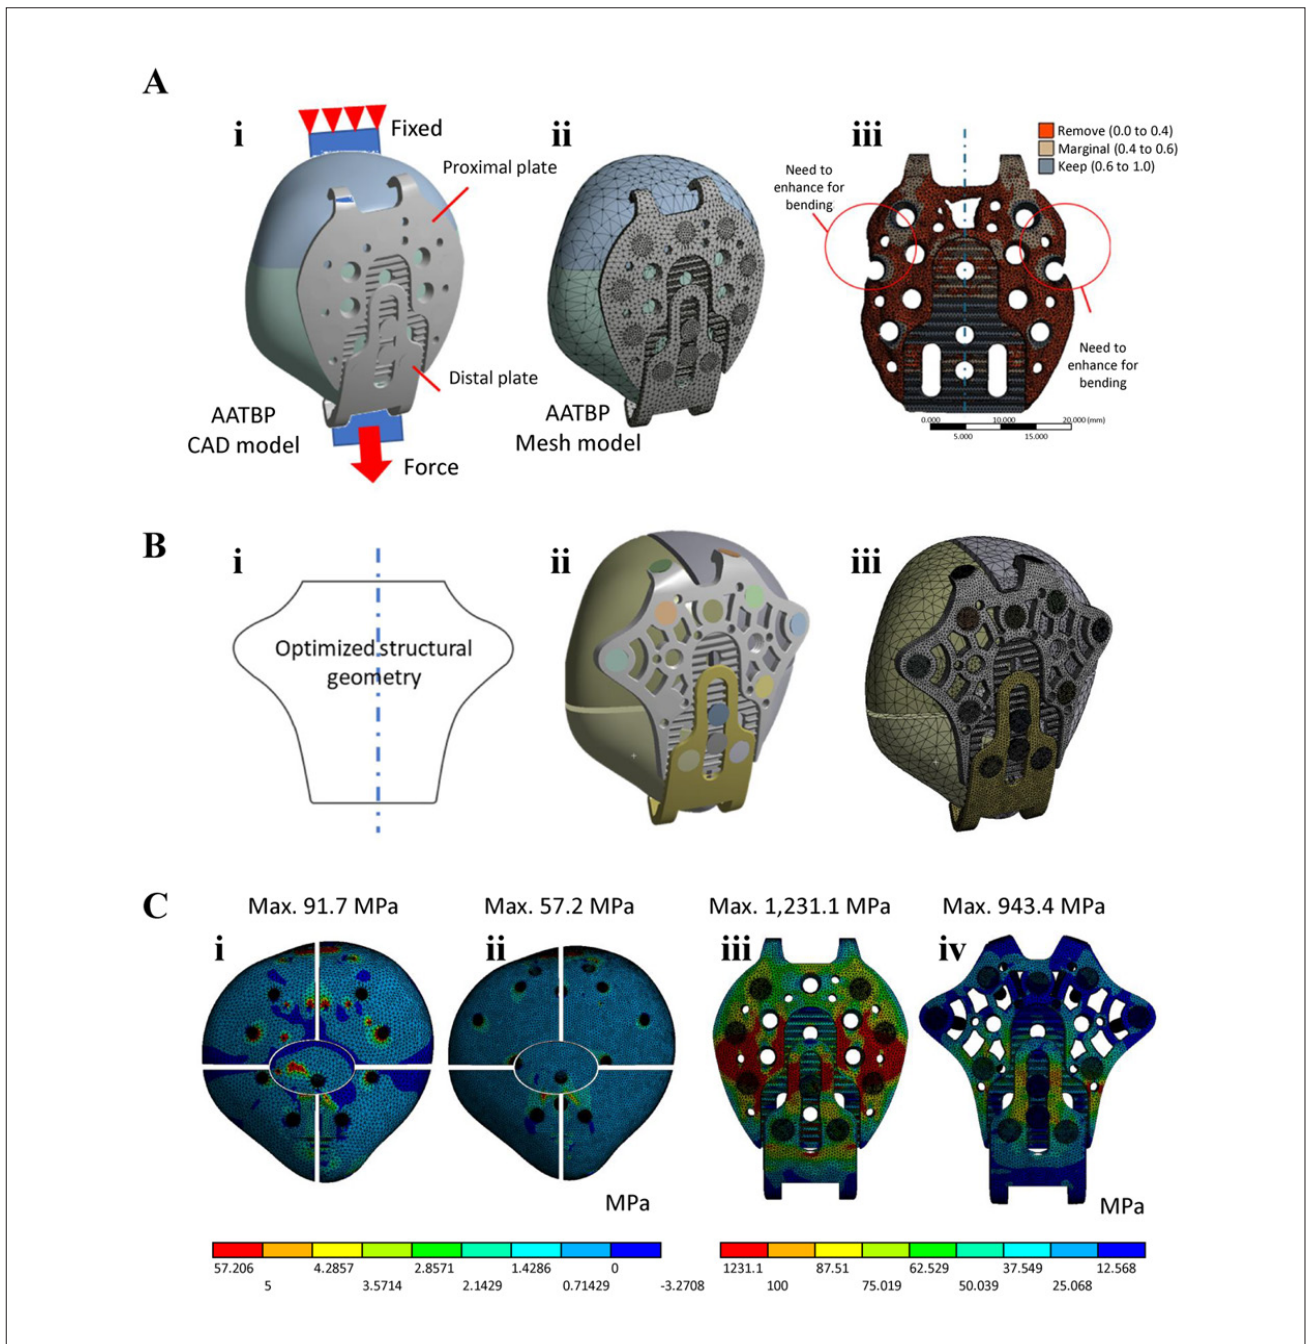 A
i
Fixed
Proximal plate
Distal plate
AATBP
CAD model
Force
ii
AATBP
Mesh model
iii
Remove (0.0 to 0.4)
Marginal (0.4 to 0.6)
Keep (0.6 to 1.0)
Need to
enhance for
bending
Need to
enhance for
bending
0.000 10.000 20.000 (mm)
5.000 15.000
B
i
Optimized structural
geometry
ii
iii
C
Max. 91.7 MPa
i
Max. 57.2 MPa
ii
Max. 1,231.1 MPa
iii
Max. 943.4 MPa
iv
MPa
57.206 4.2857 2.8571 1.4286 0
5 3.5714 2.1429 0.71429 -3.2708
MPa
1231.1 87.51 62.529 37.549 12.568
100 75.019 50.039 25.068